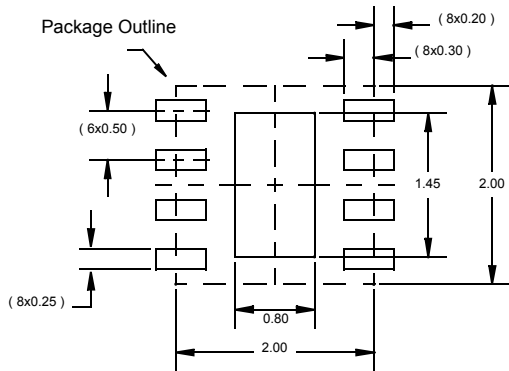 ( 8x0.20 )
Package Outline
( 8x0.30 )
( 6x0.50 )
1.45
2.00
( 8x0.25 )
0.80
2.00